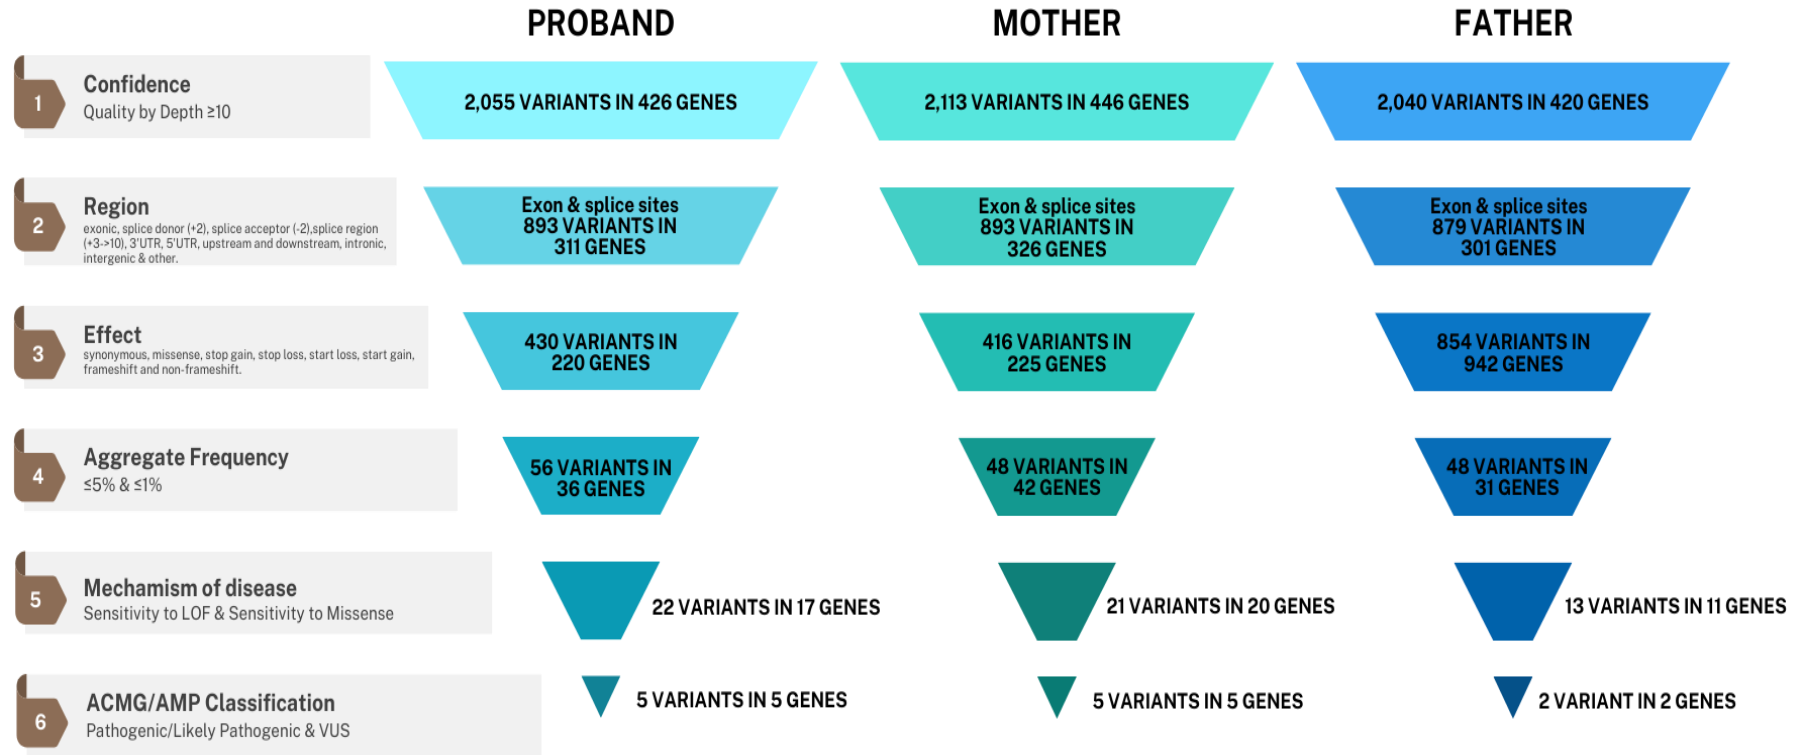 PROBAND
MOTHER
FATHER
1
Confidence
Quality by Depth ≥10
2,055 VARIANTS IN 426 GENES
2,113 VARIANTS IN 446 GENES
2,040 VARIANTS IN 420 GENES
2
Region
exonic, splice donor (+2), splice acceptor (-2),splice region
(+3->10), 3'UTR, 5'UTR, upstream and downstream, intronic,
intergenic & other.
Exon & splice sites
893 VARIANTS IN
311 GENES
Exon & splice sites
893 VARIANTS IN
326 GENES
Exon & splice sites
879 VARIANTS IN
301 GENES
3
Effect
synonymous, missense, stop gain, stop loss, start loss, start gain,
frameshift and non-frameshift.
430 VARIANTS IN
220 GENES
416 VARIANTS IN
225 GENES
854 VARIANTS IN
942 GENES
4
Aggregate Frequency
≤5% & ≤1%
56 VARIANTS IN
36 GENES
48 VARIANTS IN
42 GENES
48 VARIANTS IN
31 GENES
5
Mechamism of disease
Sensitivity to LOF & Sensitivity to Missense
22 VARIANTS IN 17 GENES
21 VARIANTS IN 20 GENES
13 VARIANTS IN 11 GENES
6
ACMG/AMP Classification
Pathogenic/Likely Pathogenic & VUS
5 VARIANTS IN 5 GENES
5 VARIANTS IN 5 GENES
2 VARIANT IN 2 GENES